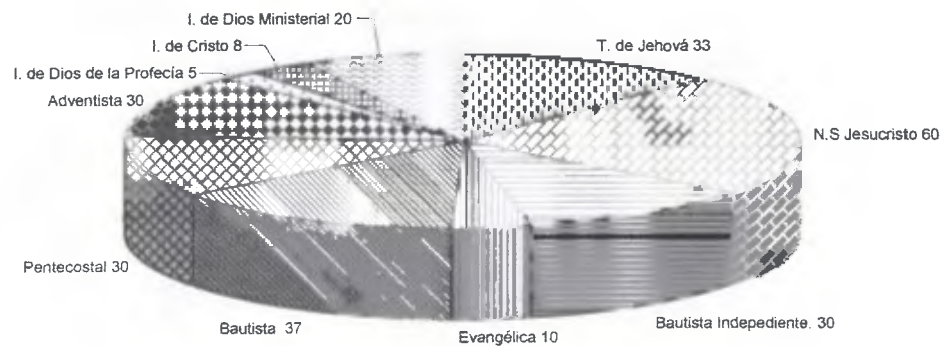 I. de Dios Ministerial 20
I. de Cristo 8
T. de Jehová 33
I. de Dios de la Profecía 5
Adventista 30
N.S Jesucristo 60
Pentecostal 30
Bautista 37
Evangélica 10
Bautista Indepediente. 30